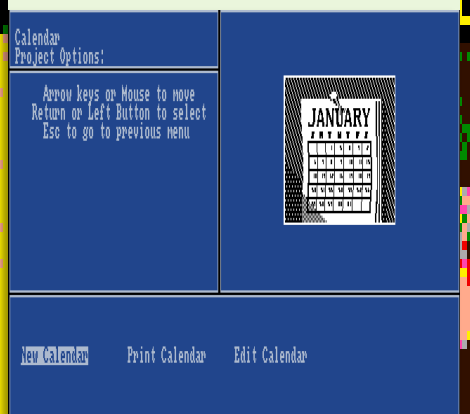 Calendar
Project Options:
Arrow keys or Mouse to move
Return or Left Button to select
Esc to go to previous menu
JANUARY
New Calendar Print Calendar Edit Calendar